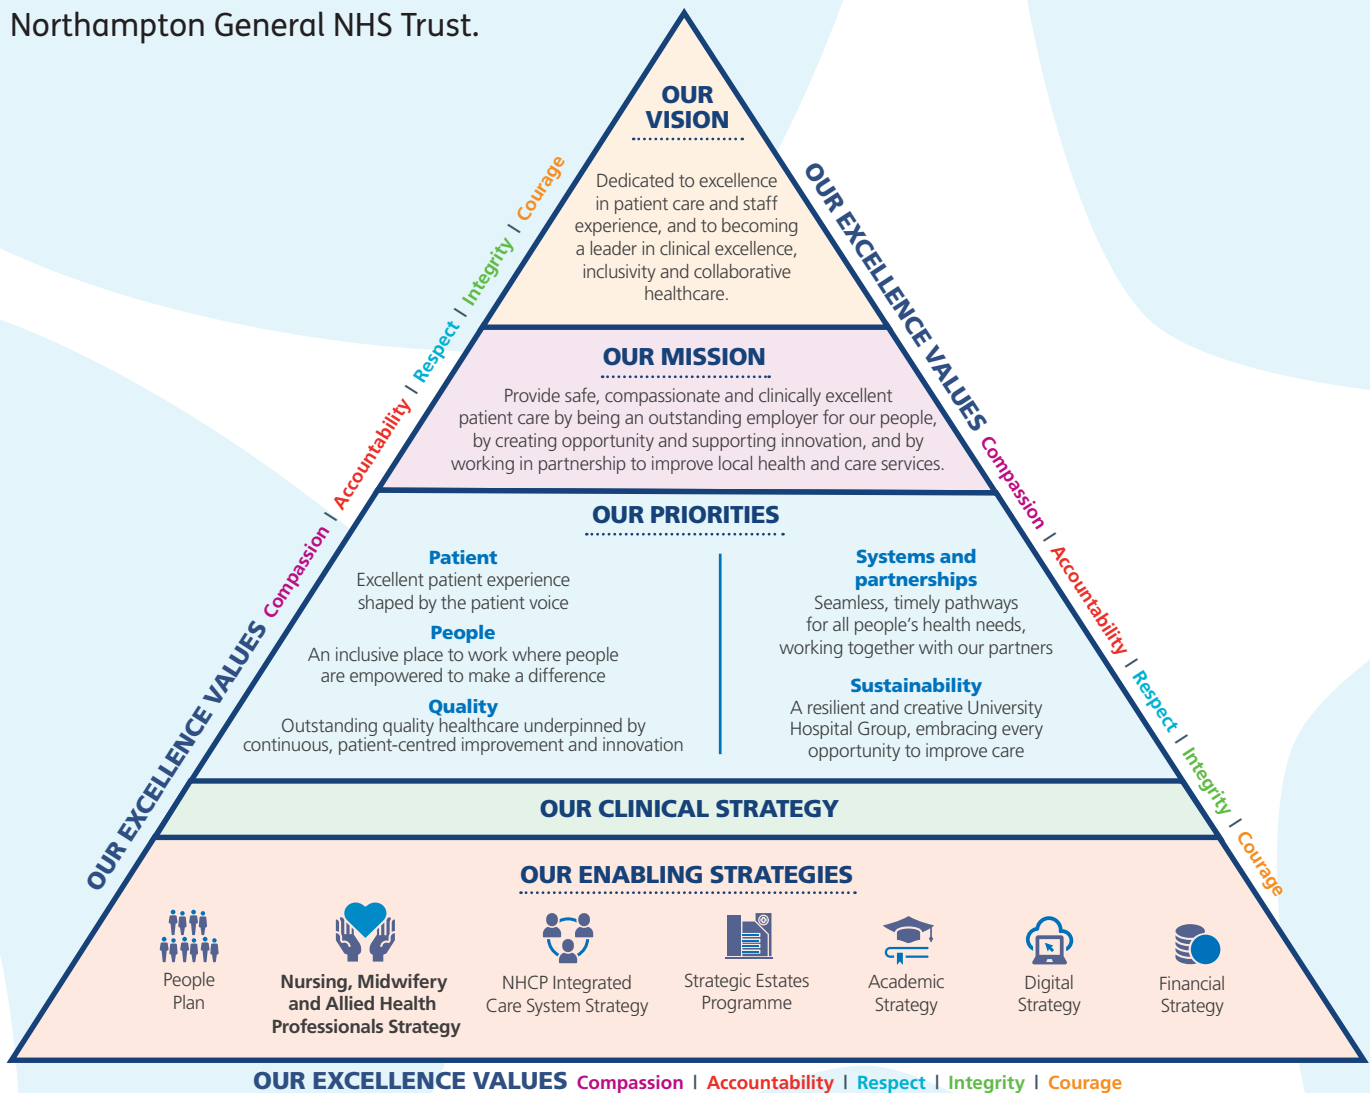 Northampton General NHS Trust.
OUR
VISION
Dedicated to excellence
in patient care and staff
experience, and to becoming
a leader in clinical excellence,
inclusivity and collaborative
healthcare.
OUR MISSION
Provide safe, compassionate and clinically excellent
patient care by being an outstanding employer for our people,
by creating opportunity and supporting innovation, and by
working in partnership to improve local health and care services.
OUR PRIORITIES
Patient
Excellent patient experience
shaped by the patient voice
People
An inclusive place to work where people
are empowered to make a difference
Quality
Outstanding quality healthcare underpinned by
continuous, patient-centred improvement and innovation
Systems and
partnerships
Seamless, timely pathways
for all people’s health needs,
working together with our partners
Sustainability
A resilient and creative University
Hospital Group, embracing every
opportunity to improve care
OUR CLINICAL STRATEGY
OUR ENABLING STRATEGIES
People
Plan
Nursing, Midwifery
and Allied Health
Professionals Strategy
NHCP Integrated
Care System Strategy
Strategic Estates
Programme
Academic
Strategy
Digital
Strategy
Financial
Strategy
OUR EXCELLENCE VALUES Compassion | Accountability | Respect | Integrity | Courage
OUR EXCELLENCE VALUES Compassion | Accountability | Respect | Integrity | Courage
OUR EXCELLENCE VALUES Compassion | Accountability | Respect | Integrity | Courage